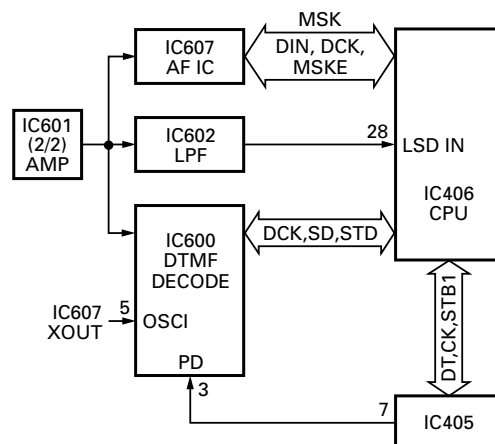 MSK
IC607
AF IC
DIN, DCK,
MSKE
IC601
(2/2)
AMP
IC602
LPF
28
LSD IN
IC406
CPU
IC600
DTMF
DECODE
DCK,SD,STD
IC607
XOUT
5
OSCI
PD
3
DT,CK,STB1
7
IC405